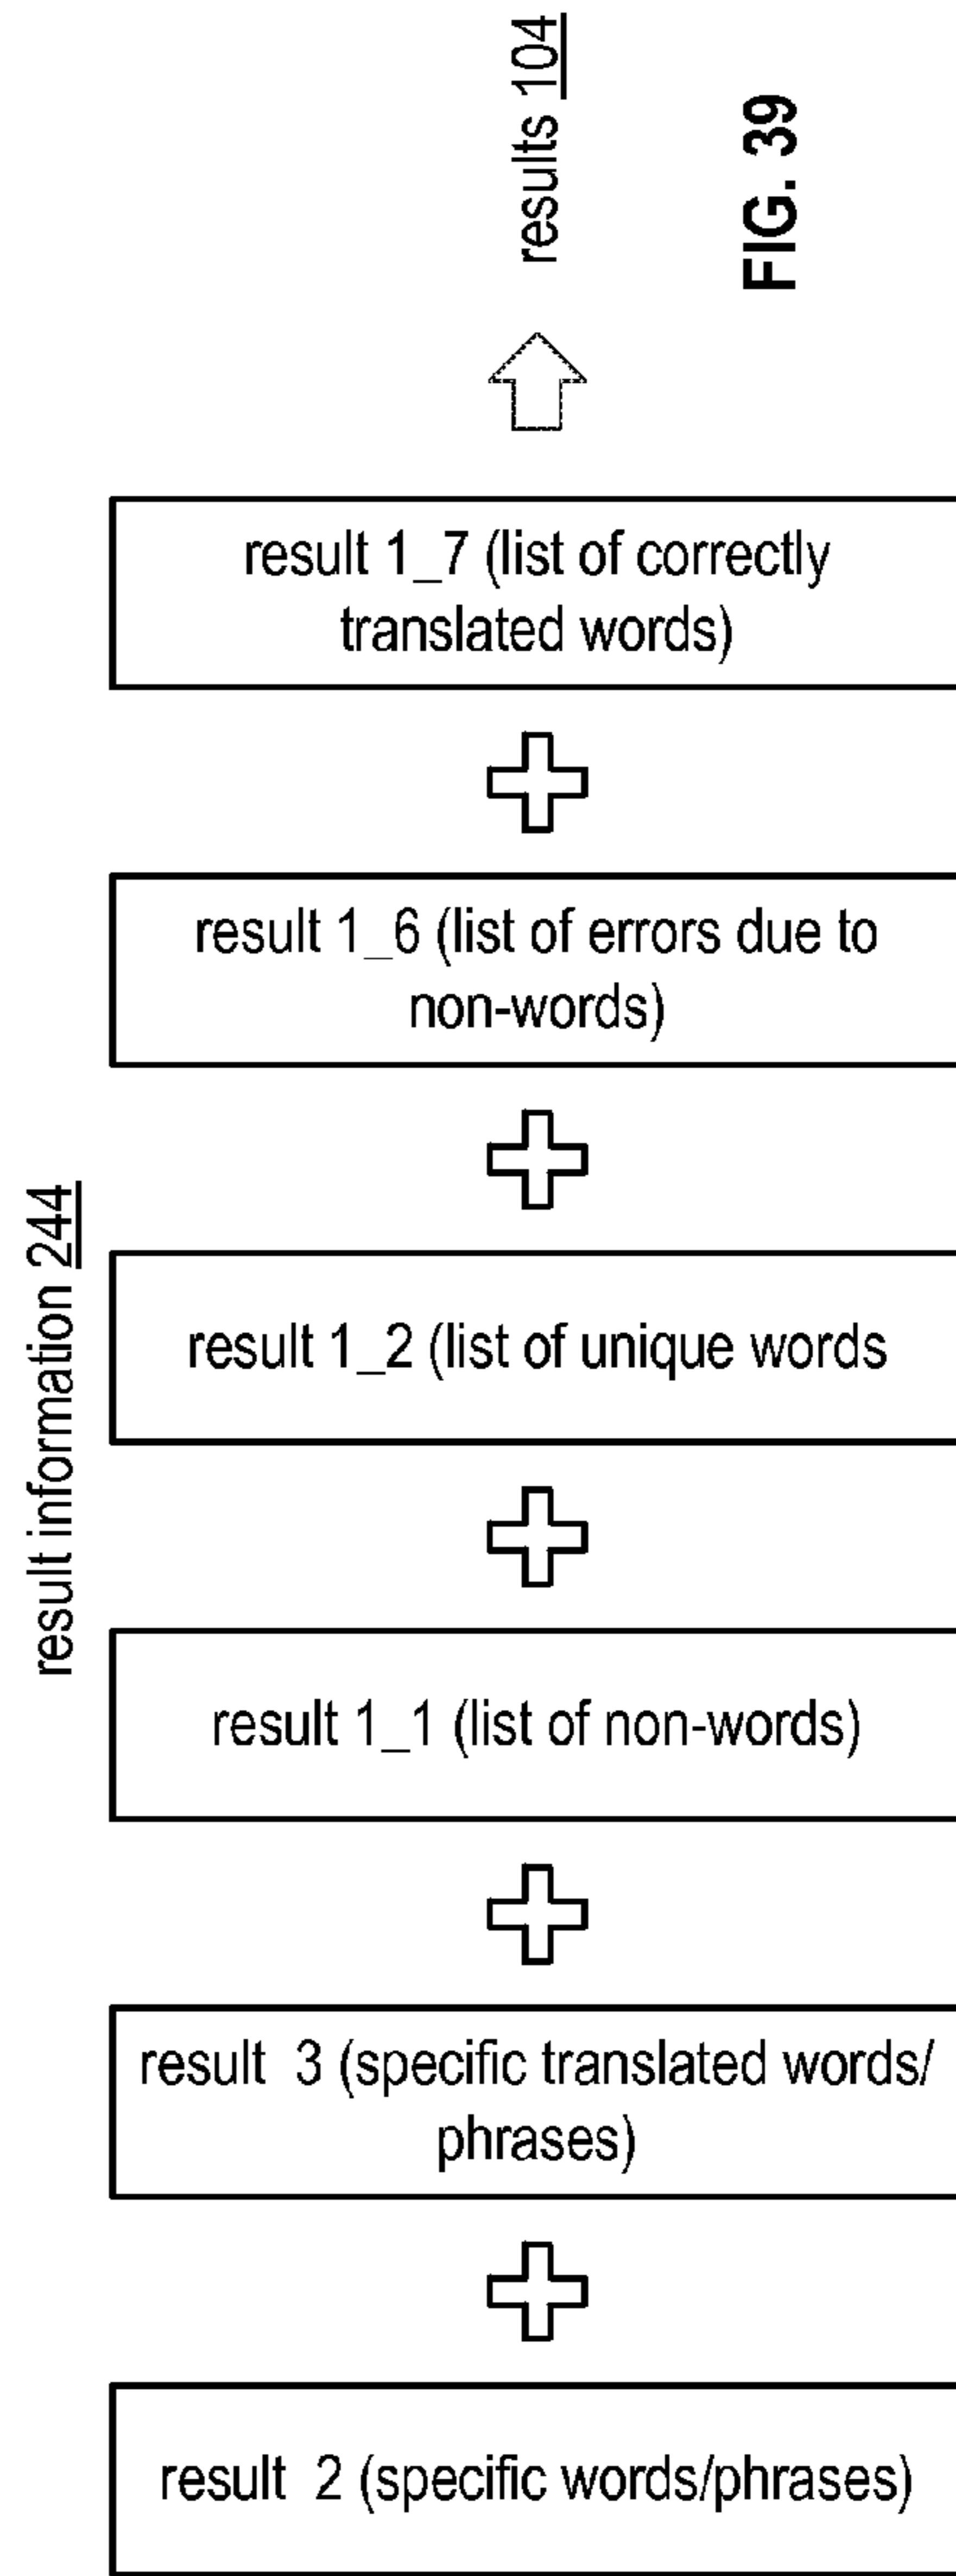 results 104
FIG. 39
result 1_7 (list of correctly
translated words)
result 1_6 (list of errors due to
non-words)
result information 244
result 1_2 (list of unique words
result 1_1 (list of non-words)
result 3 (specific translated words/
phrases)
result 2 (specific words/phrases)